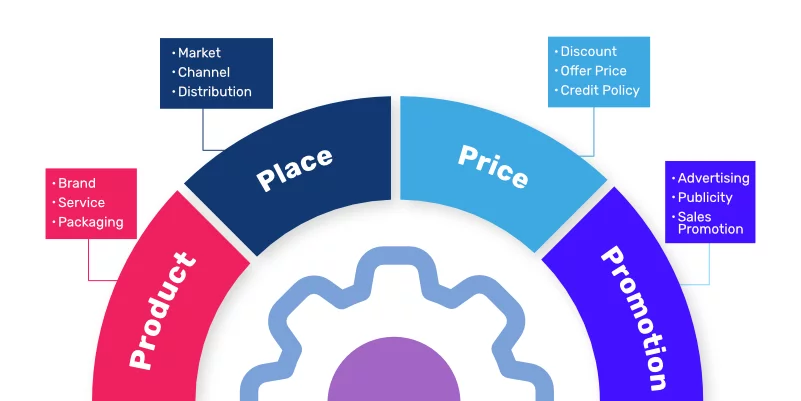 • Market
• Channel
• Distribution
• Discount
• Offer Price
• Credit Policy
Place
Price
• Brand
• Service
• Packaging
• Advertising
• Publicity
• Sales
Promotion
Product
Promotion